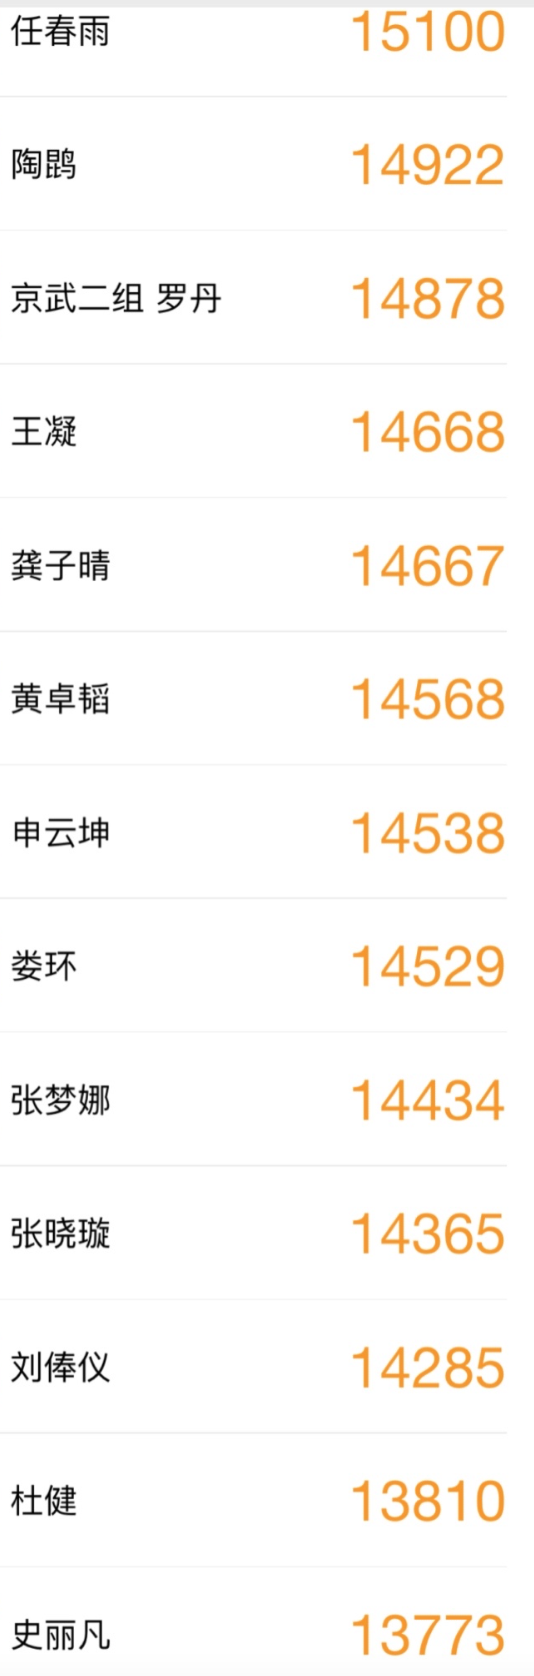 任春雨 15100
陶鹍 14922
京武二组 罗丹 14878
王凝 14668
龚子晴 14667
黄卓韬 14568
申云坤 14538
娄环 14529
张梦娜 14434
张晓璇 14365
刘俸仪 14285
杜健 13810
史丽凡 13773